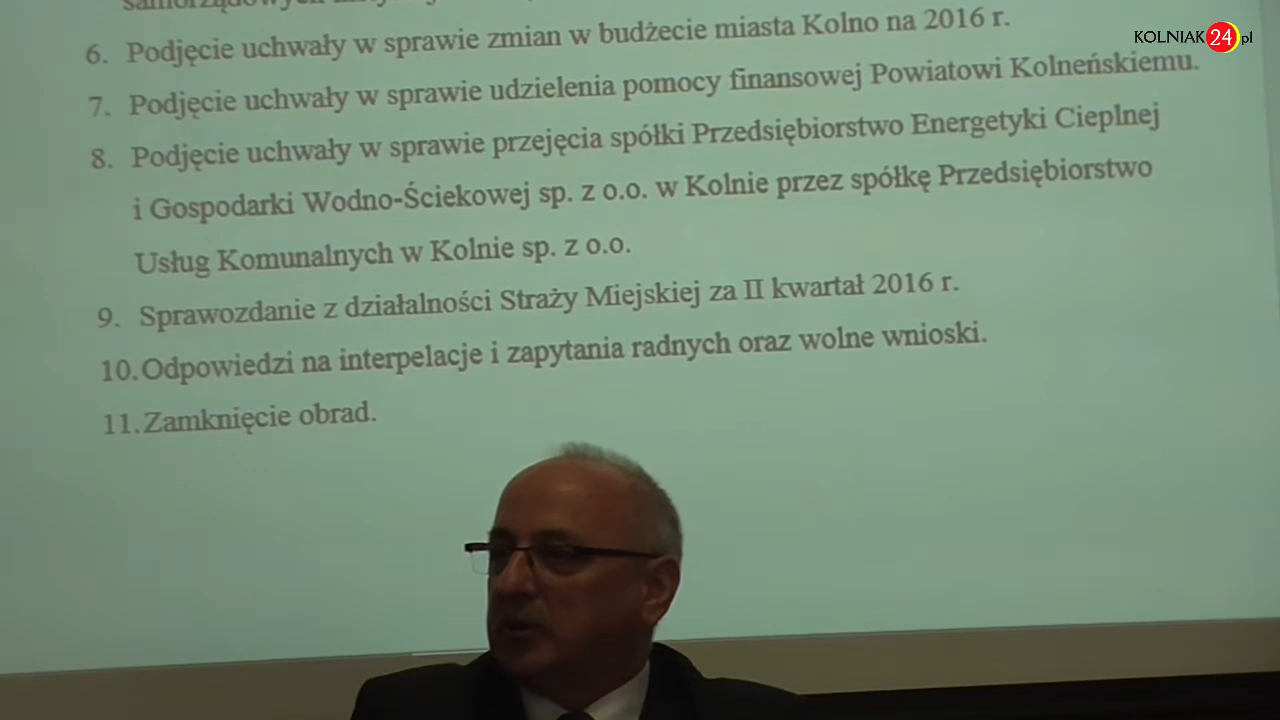 6. Podjęcie uchwały w sprawie zmian w budżecie miasta Kolno na 2016 r.
KOLNIAK24.pl
7. Podjęcie uchwały w sprawie udzielenia pomocy finansowej Powiatowi Kolneńskiemu.
8. Podjęcie uchwały w sprawie przejęcia spółki Przedsiębiorstwo Energetyki Cieplnej
i Gospodarki Wodno-Ściekowej sp. z o.o. w Kolnie przez spółkę Przedsiębiorstwo
Usług Komunalnych w Kolnie sp. z o.o.
9. Sprawozdanie z działalności Straży Miejskiej za II kwartał 2016 r.
10. Odpowiedzi na interpelacje i zapytania radnych oraz wolne wnioski.
11. Zamknięcie obrad.